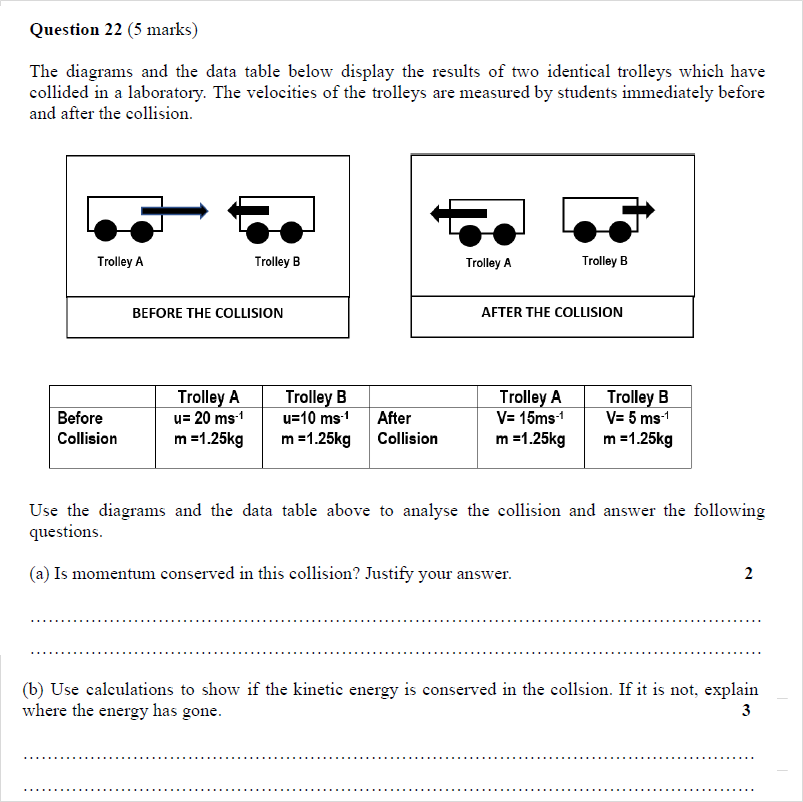 Question 22 (5 marks)
The diagrams and the data table below display the results of two identical trolleys which have
collided in a laboratory. The velocities of the trolleys are measured by students immediately before
and after the collision.
Trolley A Trolley B
BEFORE THE COLLISION
Trolley A Trolley B
AFTER THE COLLISION
Trolley A Trolley B Trolley A Trolley B
Before u= 20 ms-1 u=10 ms-1 After V= 15ms-1 V= 5 ms-1
Collision m =1.25kg m =1.25kg Collision m =1.25kg m =1.25kg
Use the diagrams and the data table above to analyse the collision and answer the following
questions.
(a) Is momentum conserved in this collision? Justify your answer. 2
(b) Use calculations to show if the kinetic energy is conserved in the collsion. If it is not, explain
where the energy has gone. 3